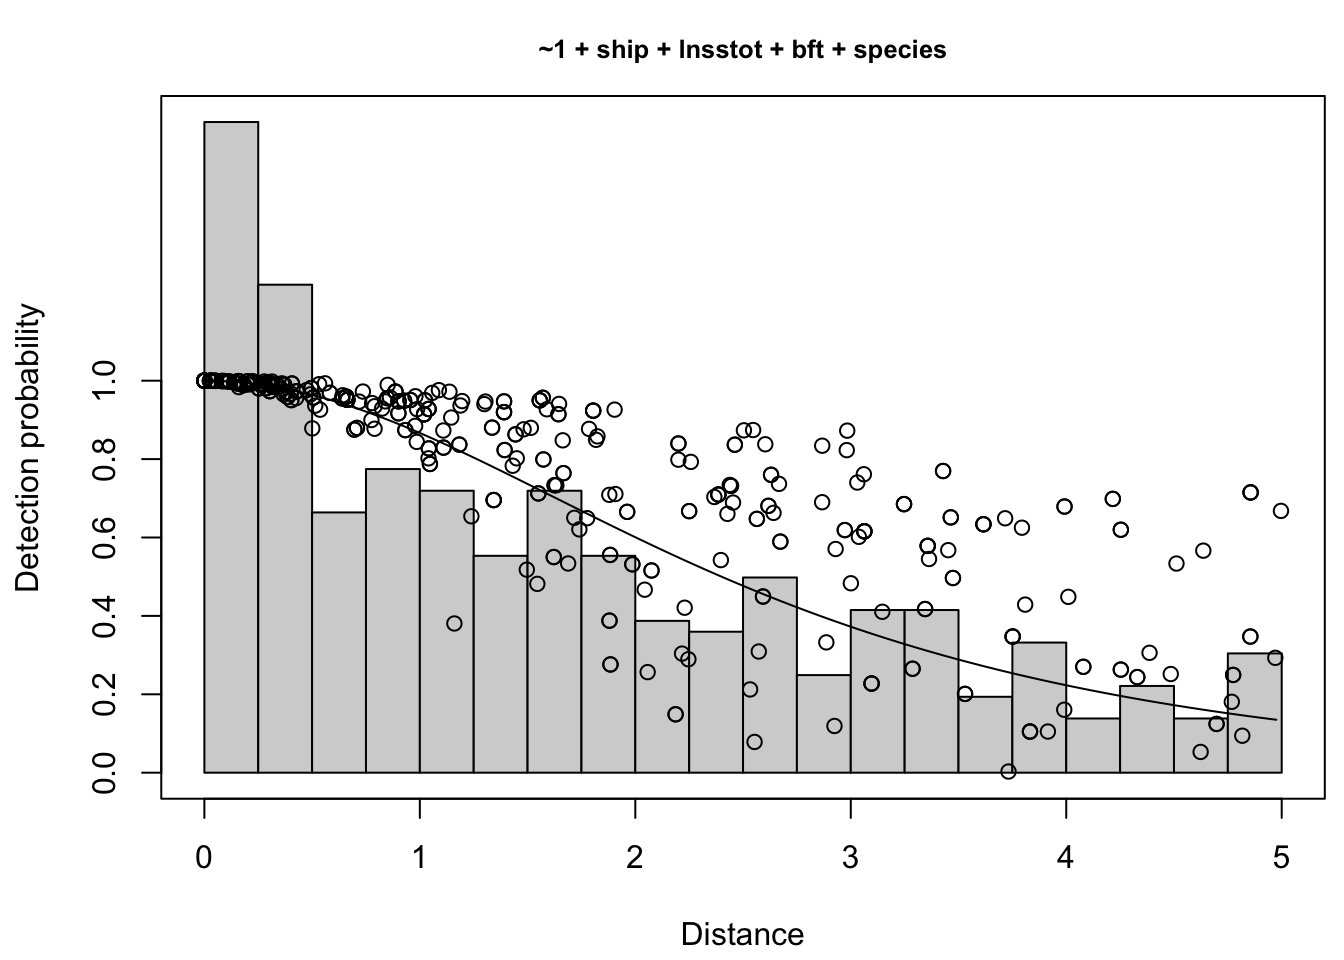 ~1 + ship + lnsstot + bft + species
Detection probability
1.0
0.8
0.6
0.4
0.2
0.0
0 1 2 3 4 5
Distance